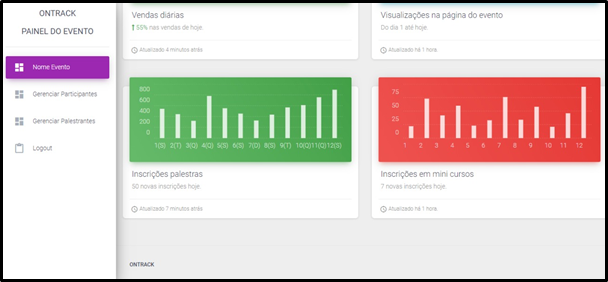 ONTRACK
PAINEL DO EVENTO
Nome Evento
Gerenciar Participantes
Gerenciar Palestrantes
Logout
Vendas diárias
↑ 55% nas vendas de hoje.
Atualizado 4 minutos atrás
Visualizações na página do evento
Do dia 1 até hoje.
Atualizado há 1 hora.
800
600
400
200
0
1(S) 2(T) 3(Q) 4(Q) 5(S) 6(S) 7(D) 8(S) 9(T) 10(Q) 11(Q) 12(S)
Inscrições palestras
50 novas inscrições hoje.
Atualizado 7 minutos atrás
75
50
25
0
1 2 3 4 5 6 7 8 9 10 11 12
Inscrições em mini cursos
7 novas inscrições hoje.
Atualizado há 1 hora.
ONTRACK